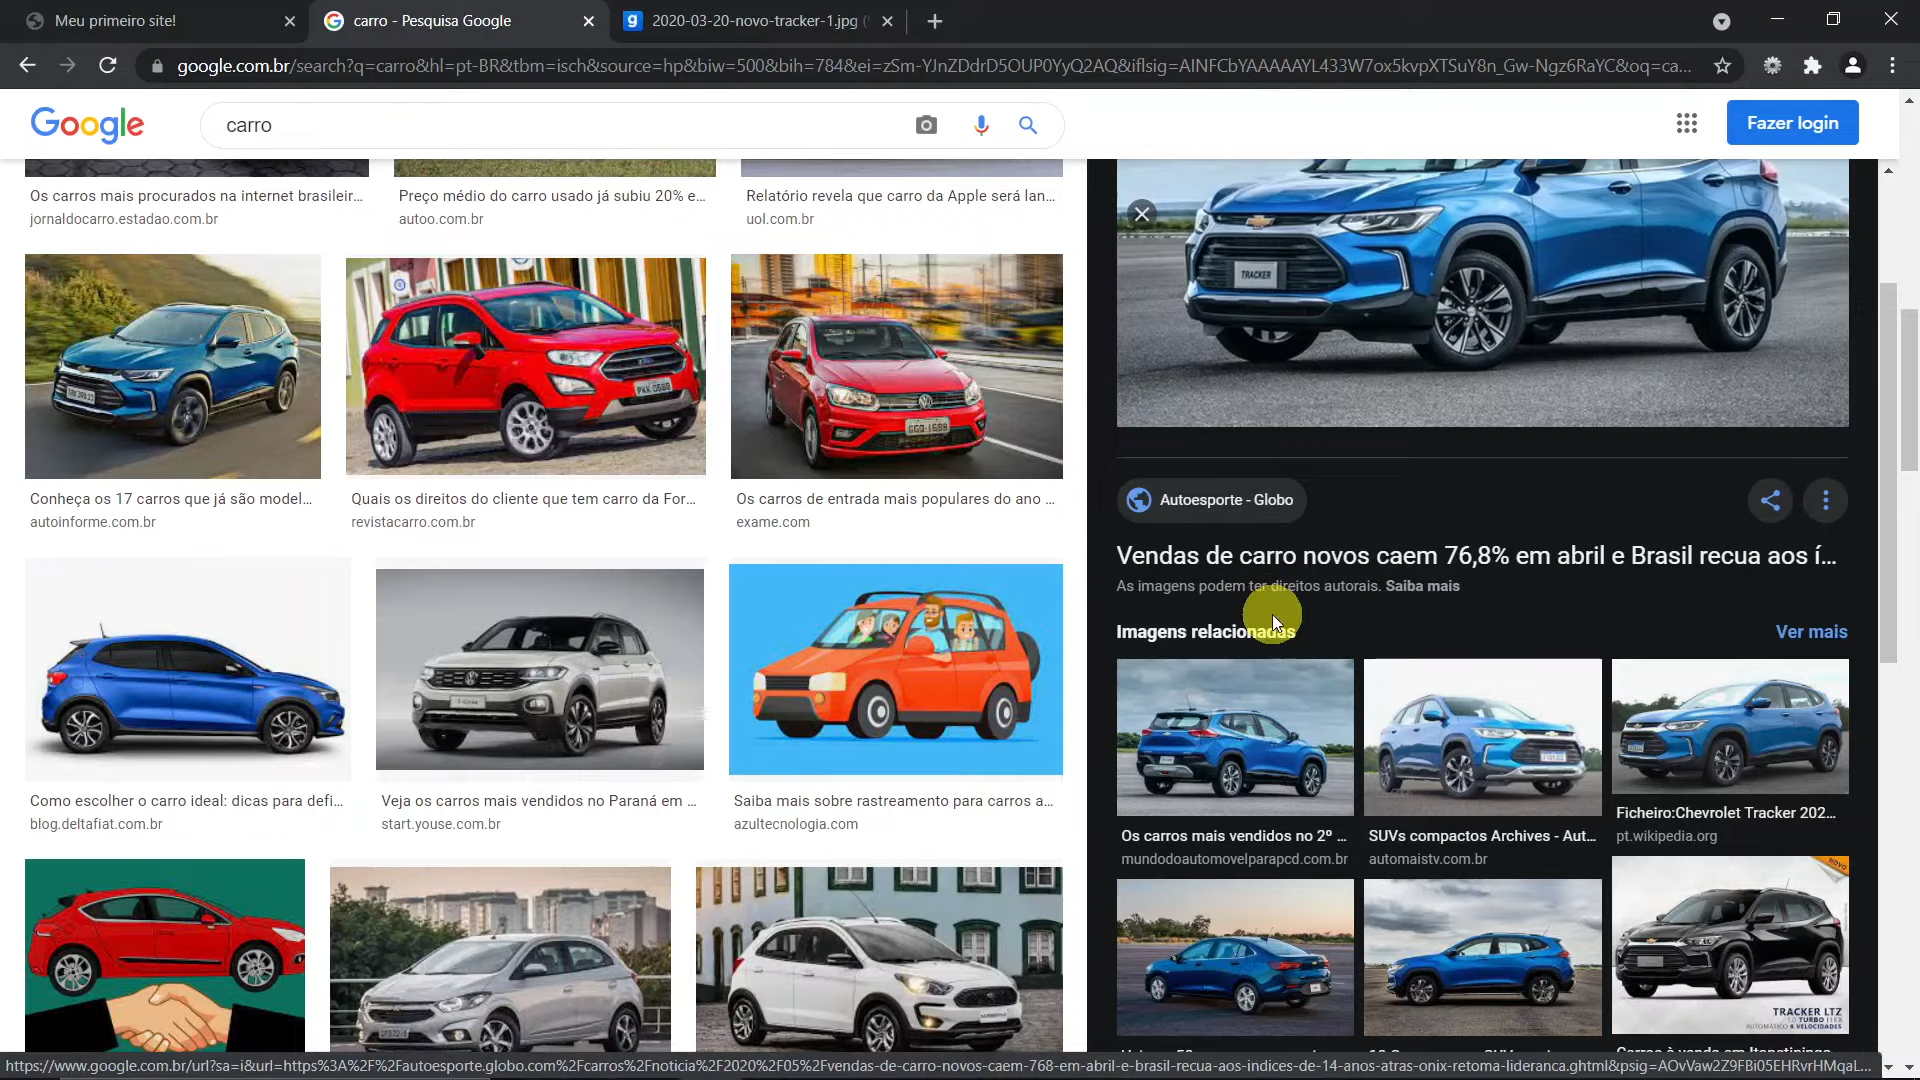 Meu primeiro site!
carro - Pesquisa Google
2020-03-20-novo-tracker-1.jpg (
google.com.br/search?q=carro&hl=pt-BR&tbm=isch&source=hp&biw=500&bih=784&ei=zSm-YJnZDdrD5OUP0YyQ2AQ&iflsig=AINFCbYAAAAAYL433W7ox5kvpXTSuY8n_Gw-Ngz6RaYC&oq=ca...
Google
carro
Fazer login
Os carros mais procurados na internet brasileir...
jornaldocarro.estadao.com.br
Preço médio do carro usado já subiu 20% e...
autoo.com.br
Relatório revela que carro da Apple será lan...
uol.com.br
TRACKER
Conheça os 17 carros que já são model...
autoinforme.com.br
Quais os direitos do cliente que tem carro da For...
revistacarro.com.br
Os carros de entrada mais populares do ano ...
exame.com
Autoesporte - Globo
Vendas de carro novos caem 76,8% em abril e Brasil recua aos í...
As imagens podem ter direitos autorais. Saiba mais
Imagens relacionadas
Ver mais
Como escolher o carro ideal: dicas para defi...
blog.deltafiat.com.br
Veja os carros mais vendidos no Paraná em ...
start.youse.com.br
Saiba mais sobre rastreamento para carros a...
azultecnologia.com
Os carros mais vendidos no 2º ...
mundodoautomovelparapcd.com.br
SUVs compactos Archives - Aut...
automaistv.com.br
Ficheiro:Chevrolet Tracker 202...
pt.wikipedia.org
NOVO
TRACKER LTZ
1.0 TURBO FLEX
AUTOMÁTICO 6 VELOCIDADES
https://www.google.com.br/url?sa=i&url=https%3A%2F%2Fautoesporte.globo.com%2Fcarros%2Fnoticia%2F2020%2F05%2Fvendas-de-carro-novos-caem-768-em-abril-e-brasil-recua-aos-indices-de-14-anos-atras-onix-retoma-lideranca.ghtml&psig=AOvVaw2Z9FBi05EHRvrHMqaL...